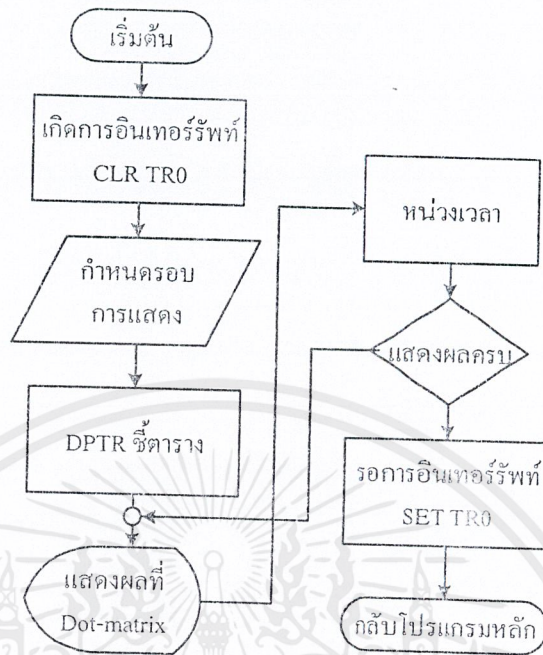 เริ่มต้น
เกิดการอินเทอร์รัพท์
CLR TR0
กำหนดรอบ
การแสดง
DPTR ชี้ตาราง
แสดงผลที่
Dot-matrix
หน่วงเวลา
แสดงผลครบ
รอการอินเทอร์รัพท์
SET TR0
กลับโปรแกรมหลัก